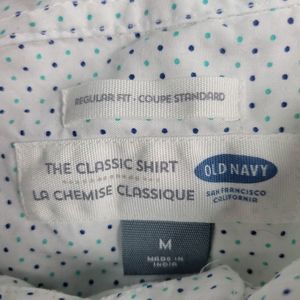 REGULAR FIT - COUPE STANDARD
THE CLASSIC SHIRT
LA CHEMISE CLASSIQUE
OLD NAVY
SAN FRANCISCO
CALIFORNIA
M
MADE IN
INDIA